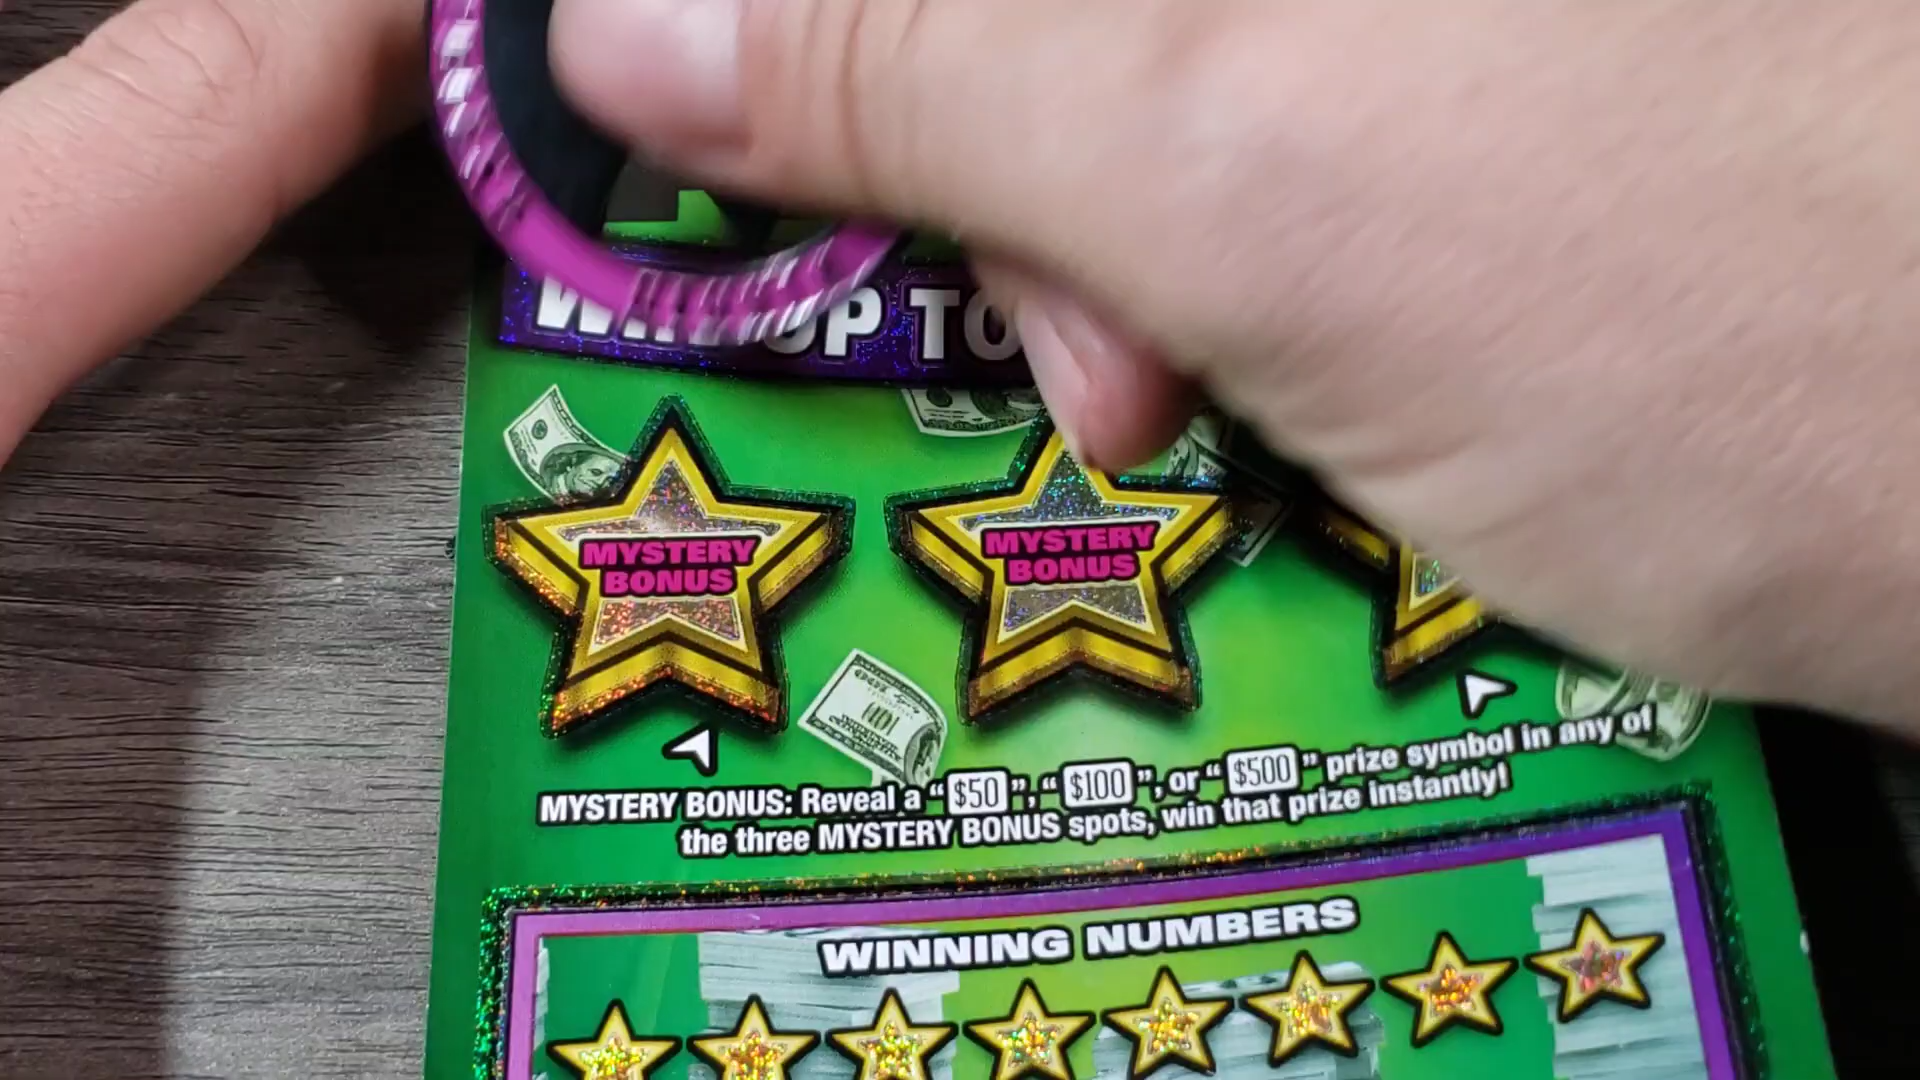 WIN UP TO
MYSTERY
BONUS
MYSTERY
BONUS
MYSTERY BONUS: Reveal a "$50", "$100", or "$500" prize symbol in any of
the three MYSTERY BONUS spots, win that prize instantly!
WINNING NUMBERS